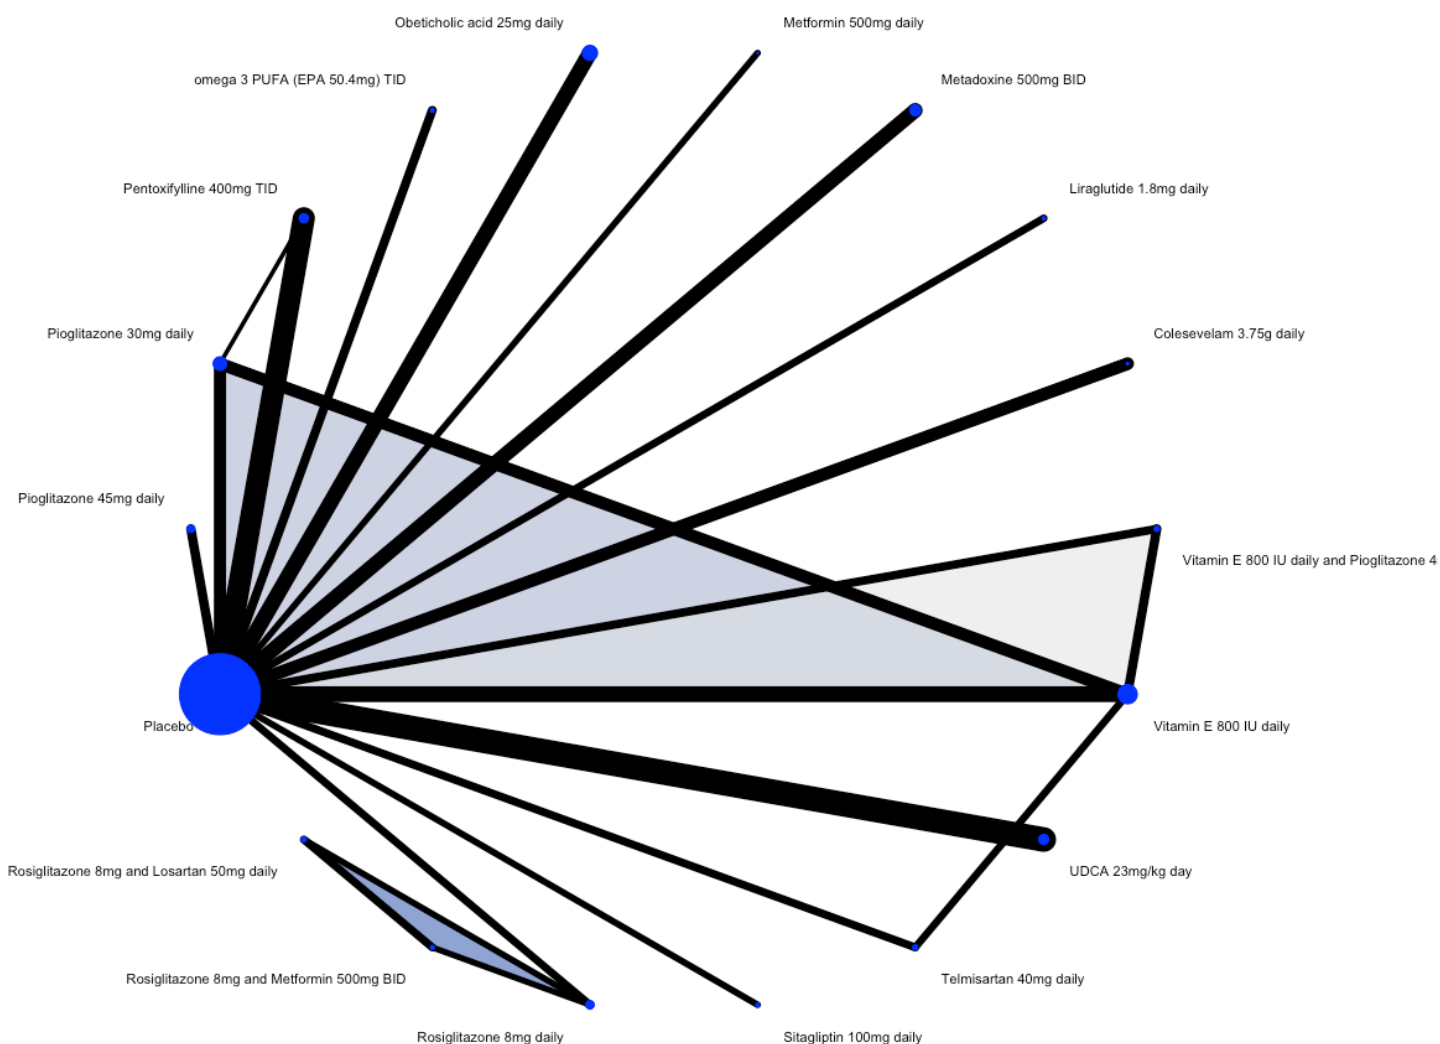 Obeticholic acid 25mg daily
Metformin 500mg daily
omega 3 PUFA (EPA 50.4mg) TID
Metadoxine 500mg BID
Pentoxifylline 400mg TID
Liraglutide 1.8mg daily
Pioglitazone 30mg daily
Colesevelam 3.75g daily
Pioglitazone 45mg daily
Vitamin E 800 IU daily and Pioglitazone 4
Placebo
Vitamin E 800 IU daily
Rosiglitazone 8mg and Losartan 50mg daily
UDCA 23mg/kg day
Rosiglitazone 8mg and Metformin 500mg BID
Telmisartan 40mg daily
Rosiglitazone 8mg daily
Sitagliptin 100mg daily